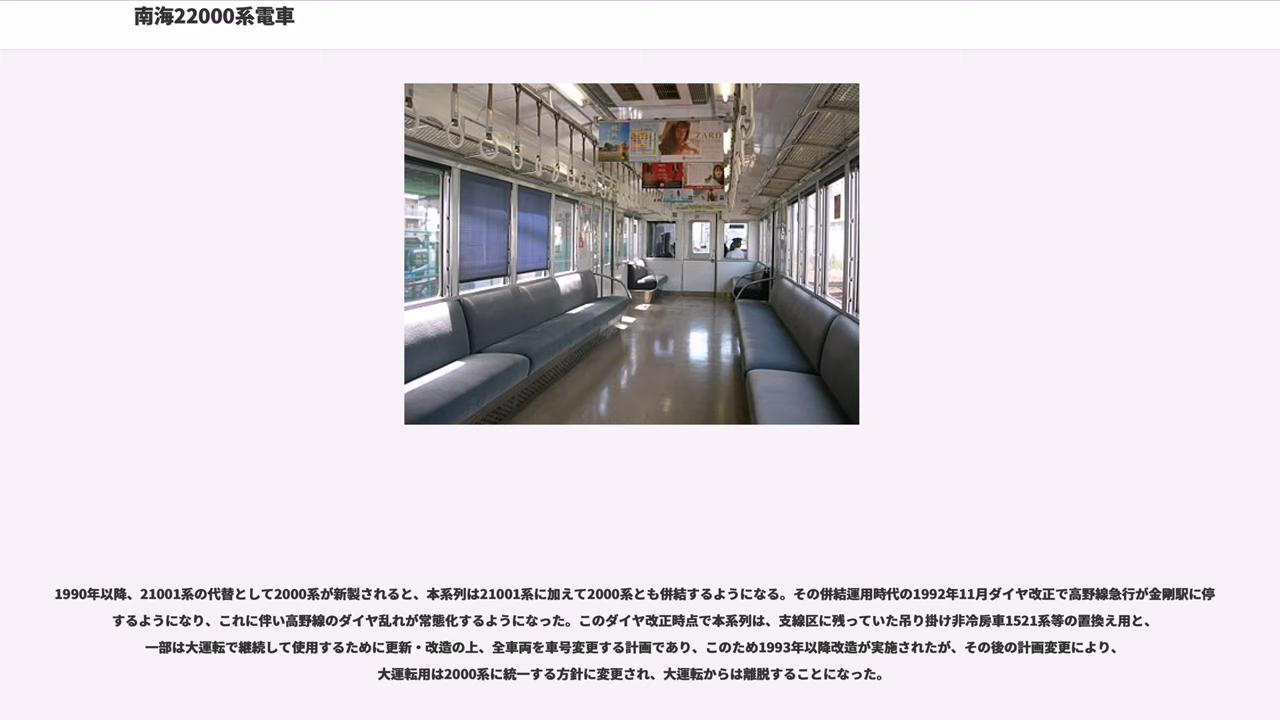 南海22000系電車
ZARD
1990年以降、21001系の代替として2000系が新製されると、本系列は21001系に加えて2000系とも併結するようになる。その併結運用時代の1992年11月ダイヤ改正で高野線急行が金剛駅に停
するようになり、これに伴い高野線のダイヤ乱れが常態化するようになった。このダイヤ改正時点で本系列は、支線区に残っていた吊り掛け非冷房車1521系等の置換え用と、
一部は大運転で継続して使用するために更新・改造の上、全車両を車号変更する計画であり、このため1993年以降改造が実施されたが、その後の計画変更により、
大運転用は2000系に統一する方針に変更され、大運転からは離脱することになった。